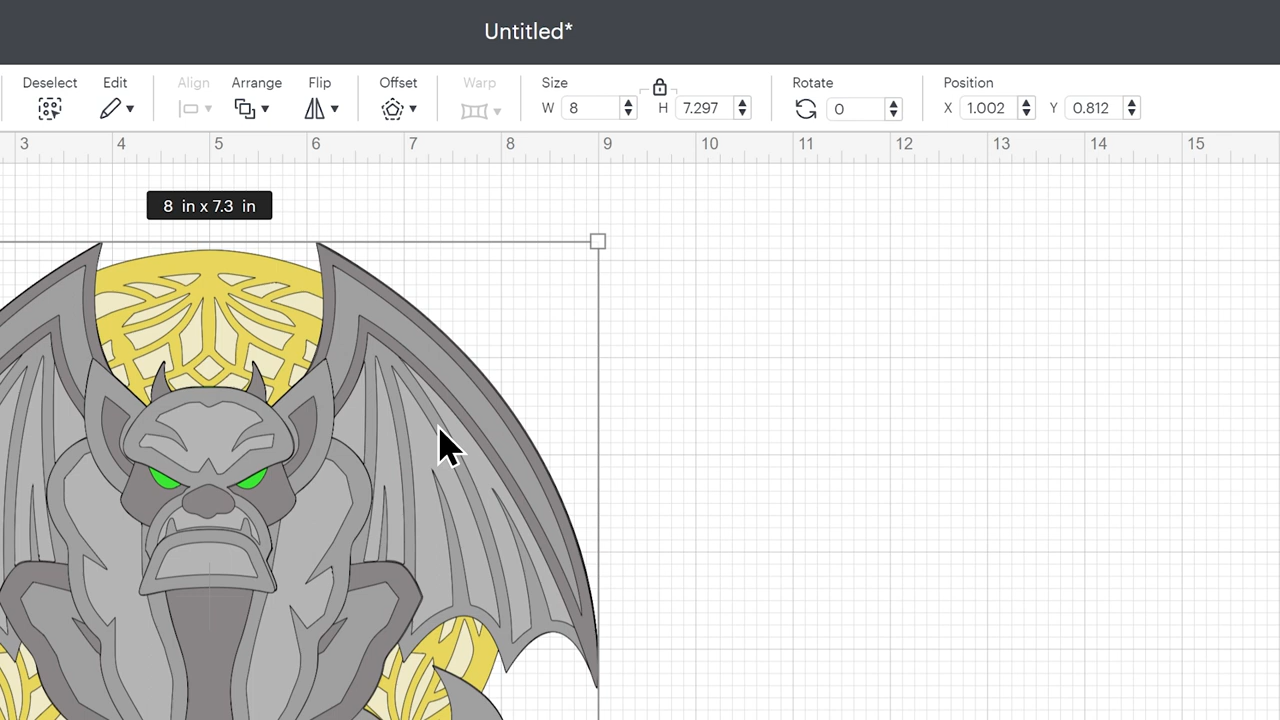 Untitled*
Deselect Edit Align Arrange Flip Offset Warp Size Rotate Position
W 8 H 7.297 0 X 1.002 Y 0.812
3 4 5 6 7 8 9 10 11 12 13 14 15
8 in x 7.3 in